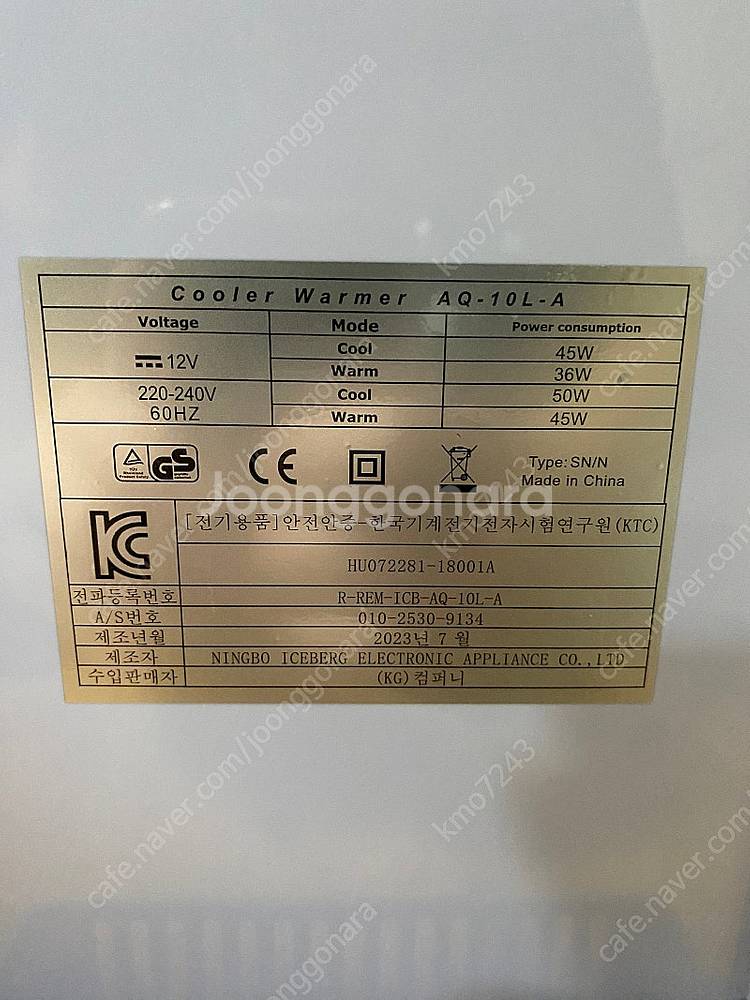 Cooler Warmer AQ-10L-A
Voltage Mode Power consumption
12V Cool 45W
Warm 36W
220-240V 60HZ Cool 50W
Warm 45W
GS CE Type: SN/N
Made in China
Joonggonara
[전기용품]안전인증-한국기계전기전자시험연구원(KTC)
HU072281-18001A
전파등록번호 R-REM-ICB-AQ-10L-A
A/S번호 010-2530-9134
제조년월 2023년 7 월
제조자 NINGBO ICEBERG ELECTRONIC APPLIANCE CO.,LTD
수입판매자 (KG)컴퍼니
cafe.naver.com/joonggonara
kmo7243